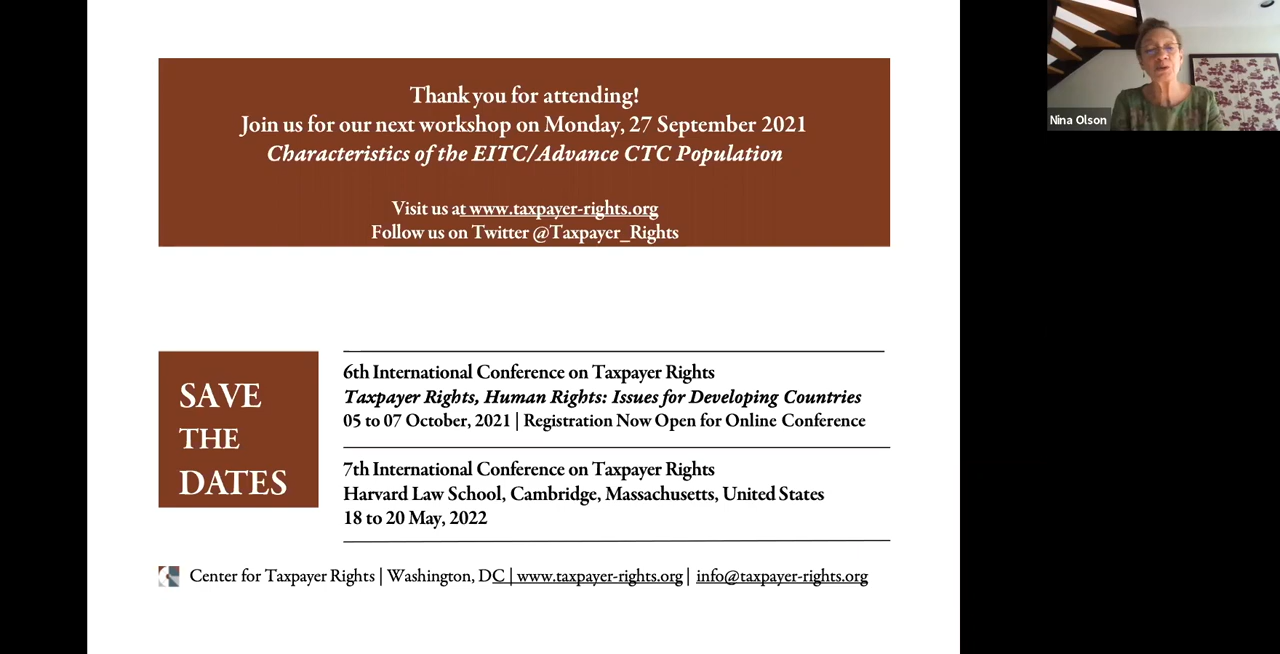 Thank you for attending!
Join us for our next workshop on Monday, 27 September 2021
Characteristics of the EITC/Advance CTC Population
Visit us at www.taxpayer-rights.org
Follow us on Twitter @Taxpayer_Rights
Nina Olson
SAVE
THE
DATES
6th International Conference on Taxpayer Rights
Taxpayer Rights, Human Rights: Issues for Developing Countries
05 to 07 October, 2021 | Registration Now Open for Online Conference
7th International Conference on Taxpayer Rights
Harvard Law School, Cambridge, Massachusetts, United States
18 to 20 May, 2022
Center for Taxpayer Rights | Washington, DC | www.taxpayer-rights.org | info@taxpayer-rights.org